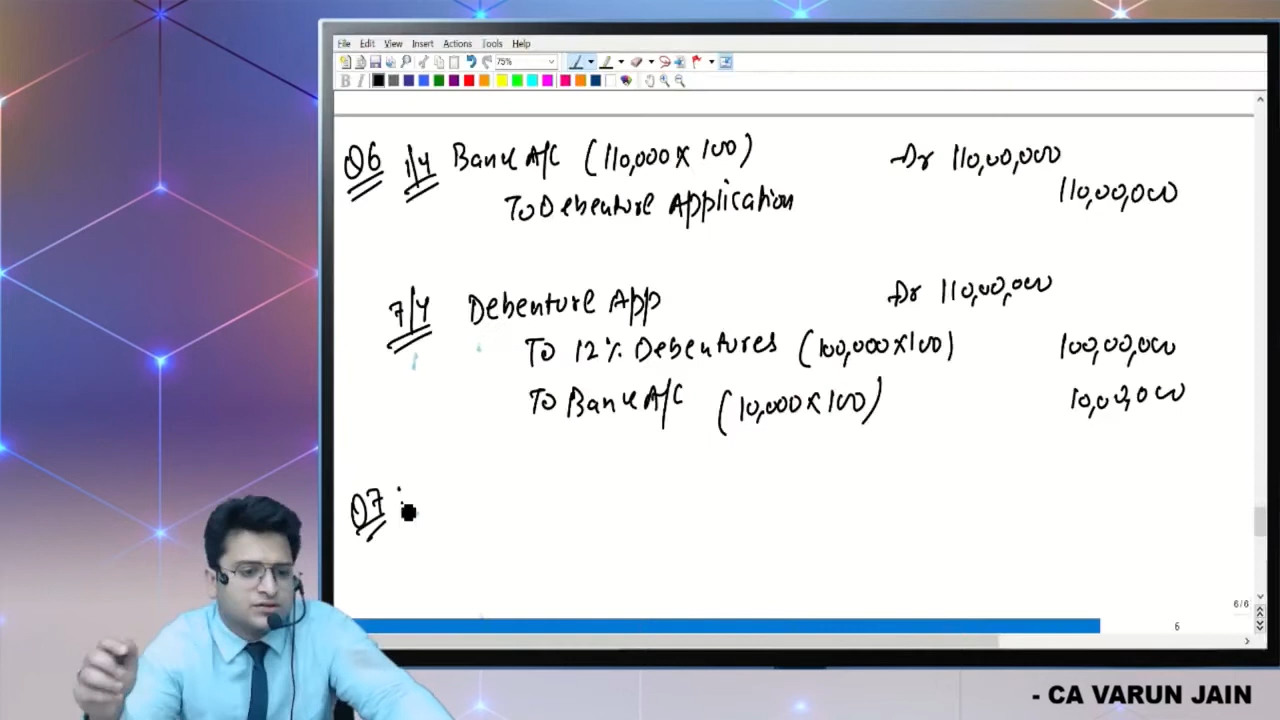 File Edit View Insert Actions Tools Help
75%
B I
Q6 1/4 Bank A/C (110,000 x 100) Dr 110,00,000
To Debenture Application 110,00,000
7/4 Debenture App Dr 110,00,000
To 12% Debentures (100,000 x 100) 100,00,000
To Bank A/C (10,000 x 100) 10,00,000
Q7
6/6
6
- CA VARUN JAIN